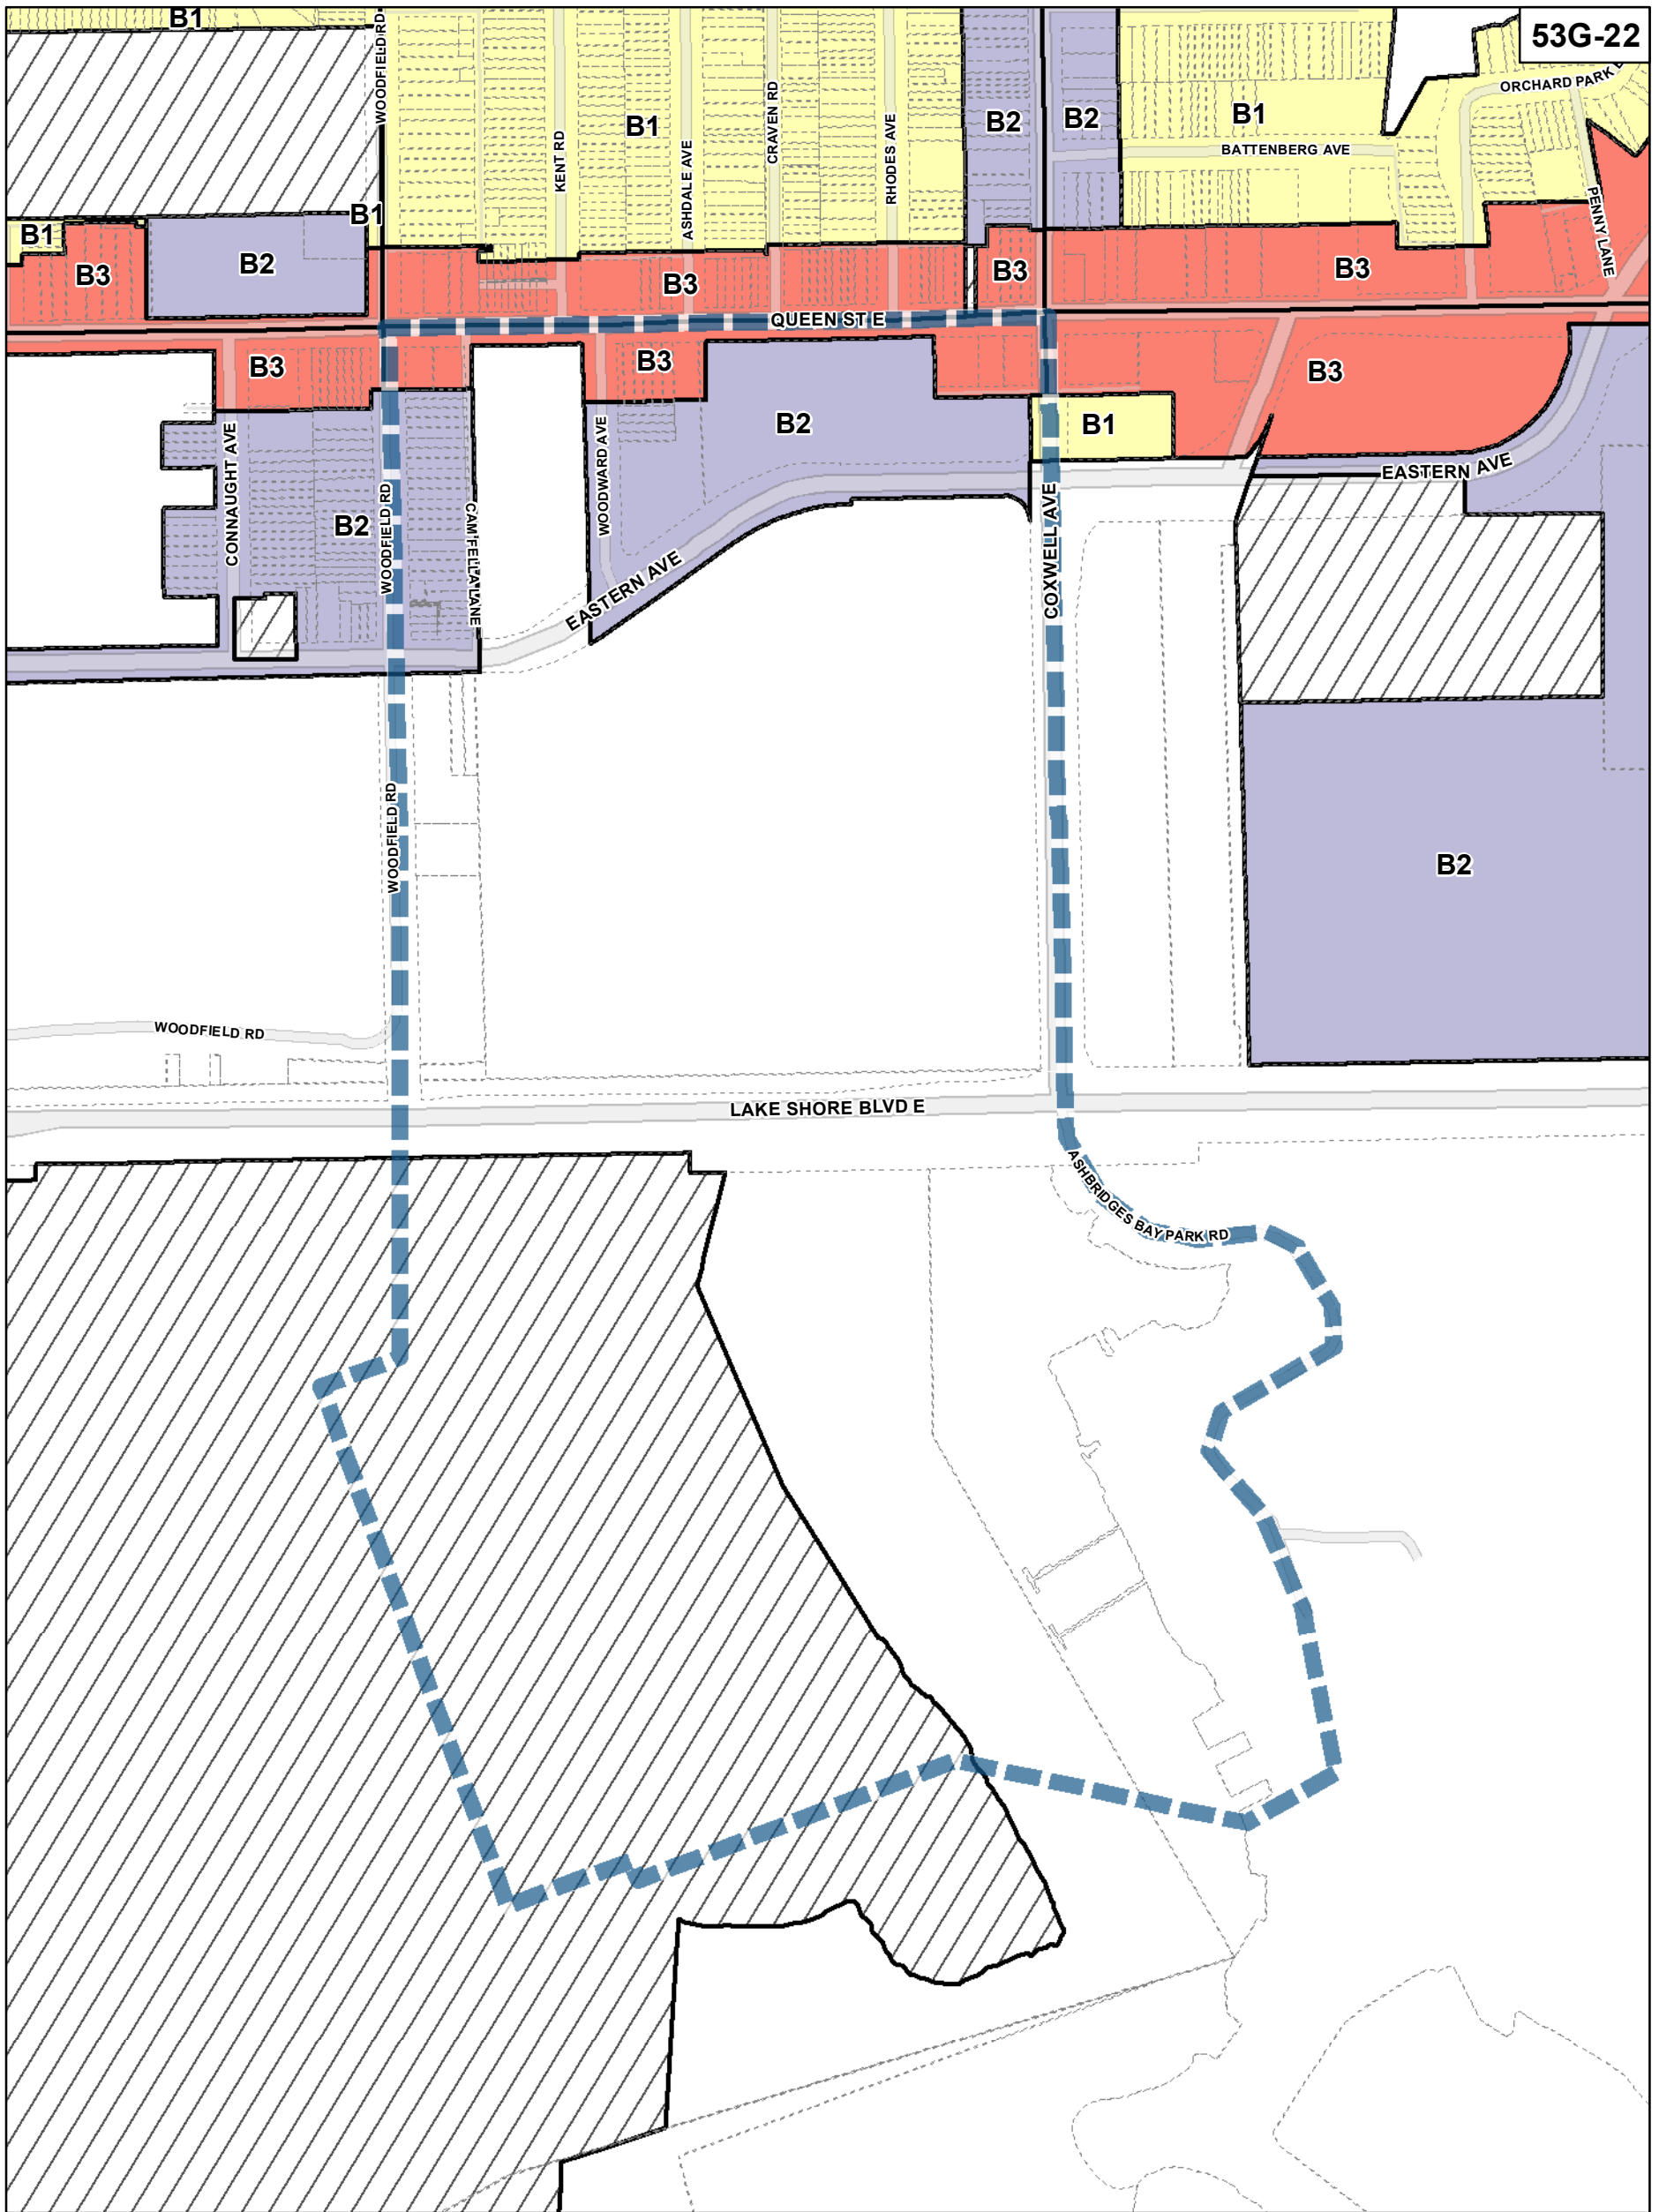 B1
WOODFIELD RD
53G-22
ORCHARD PARK
B1
CRAVEN RD
B2
B2
B1
KENT RD
ASHDALE AVE
RHODES AVE
BATTENBERG AVE
PENNY LANE
B1
B1
B3
B2
B3
B3
B3
QUEEN ST E
B3
B3
B3
B2
B1
CONNAUGHT AVE
B2
WOODFIELD RD
CAM FELLA LANE
WOODWARD AVE
EASTERN AVE
EASTERN AVE
COXWELL AVE
WOODFIELD RD
B2
WOODFIELD RD
LAKE SHORE BLVD E
ASHBRIDGES BAY PARK RD